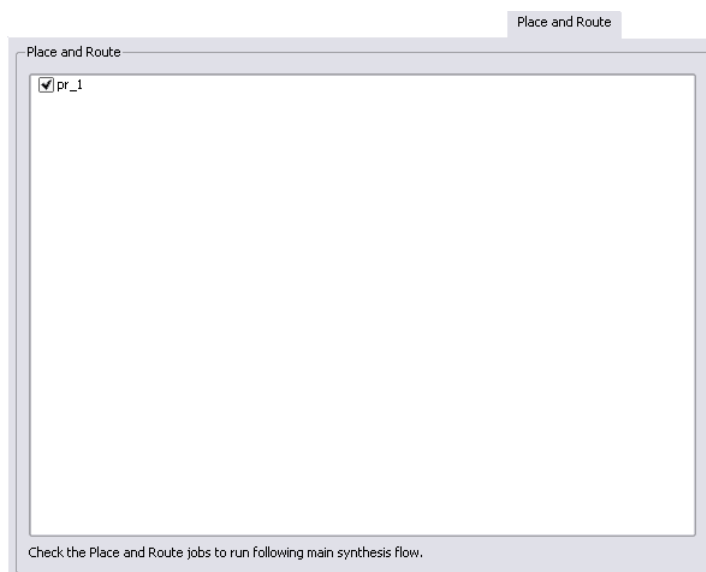 Place and Route
Place and Route
pr_1
Check the Place and Route jobs to run following main synthesis flow.